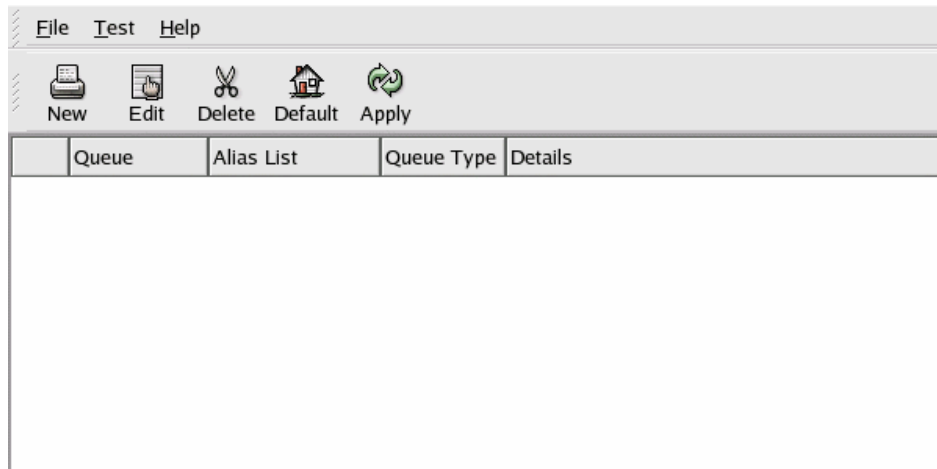 File Test Help
New Edit Delete Default Apply
Queue Alias List Queue Type Details